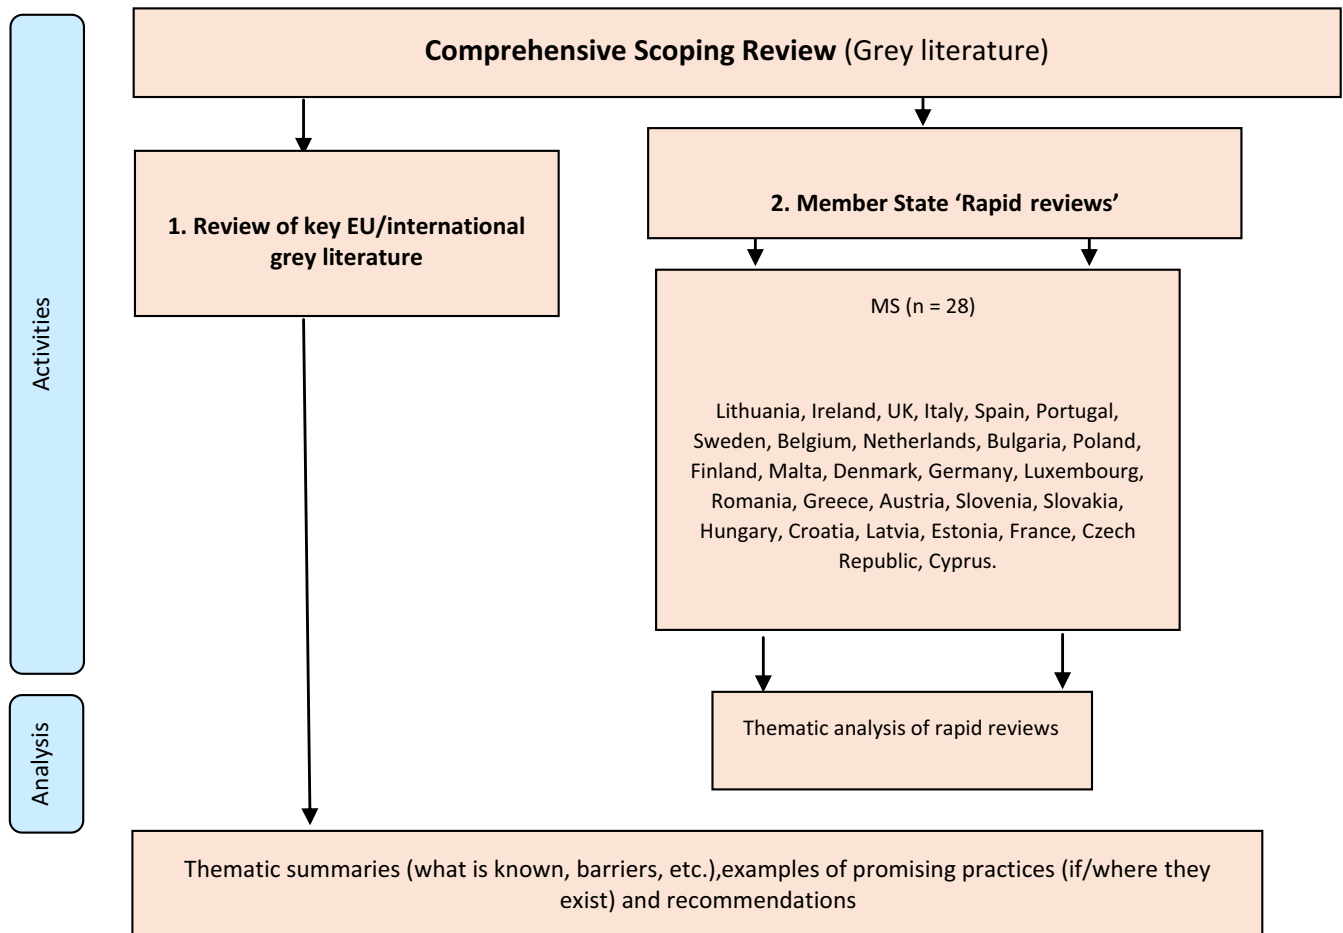 Comprehensive Scoping Review (Grey literature)
Activities
1. Review of key EU/international
grey literature
2. Member State ‘Rapid reviews’
MS (n = 28)
Lithuania, Ireland, UK, Italy, Spain, Portugal,
Sweden, Belgium, Netherlands, Bulgaria, Poland,
Finland, Malta, Denmark, Germany, Luxembourg,
Romania, Greece, Austria, Slovenia, Slovakia,
Hungary, Croatia, Latvia, Estonia, France, Czech
Republic, Cyprus.
Analysis
Thematic analysis of rapid reviews
Thematic summaries (what is known, barriers, etc.),examples of promising practices (if/where they
exist) and recommendations